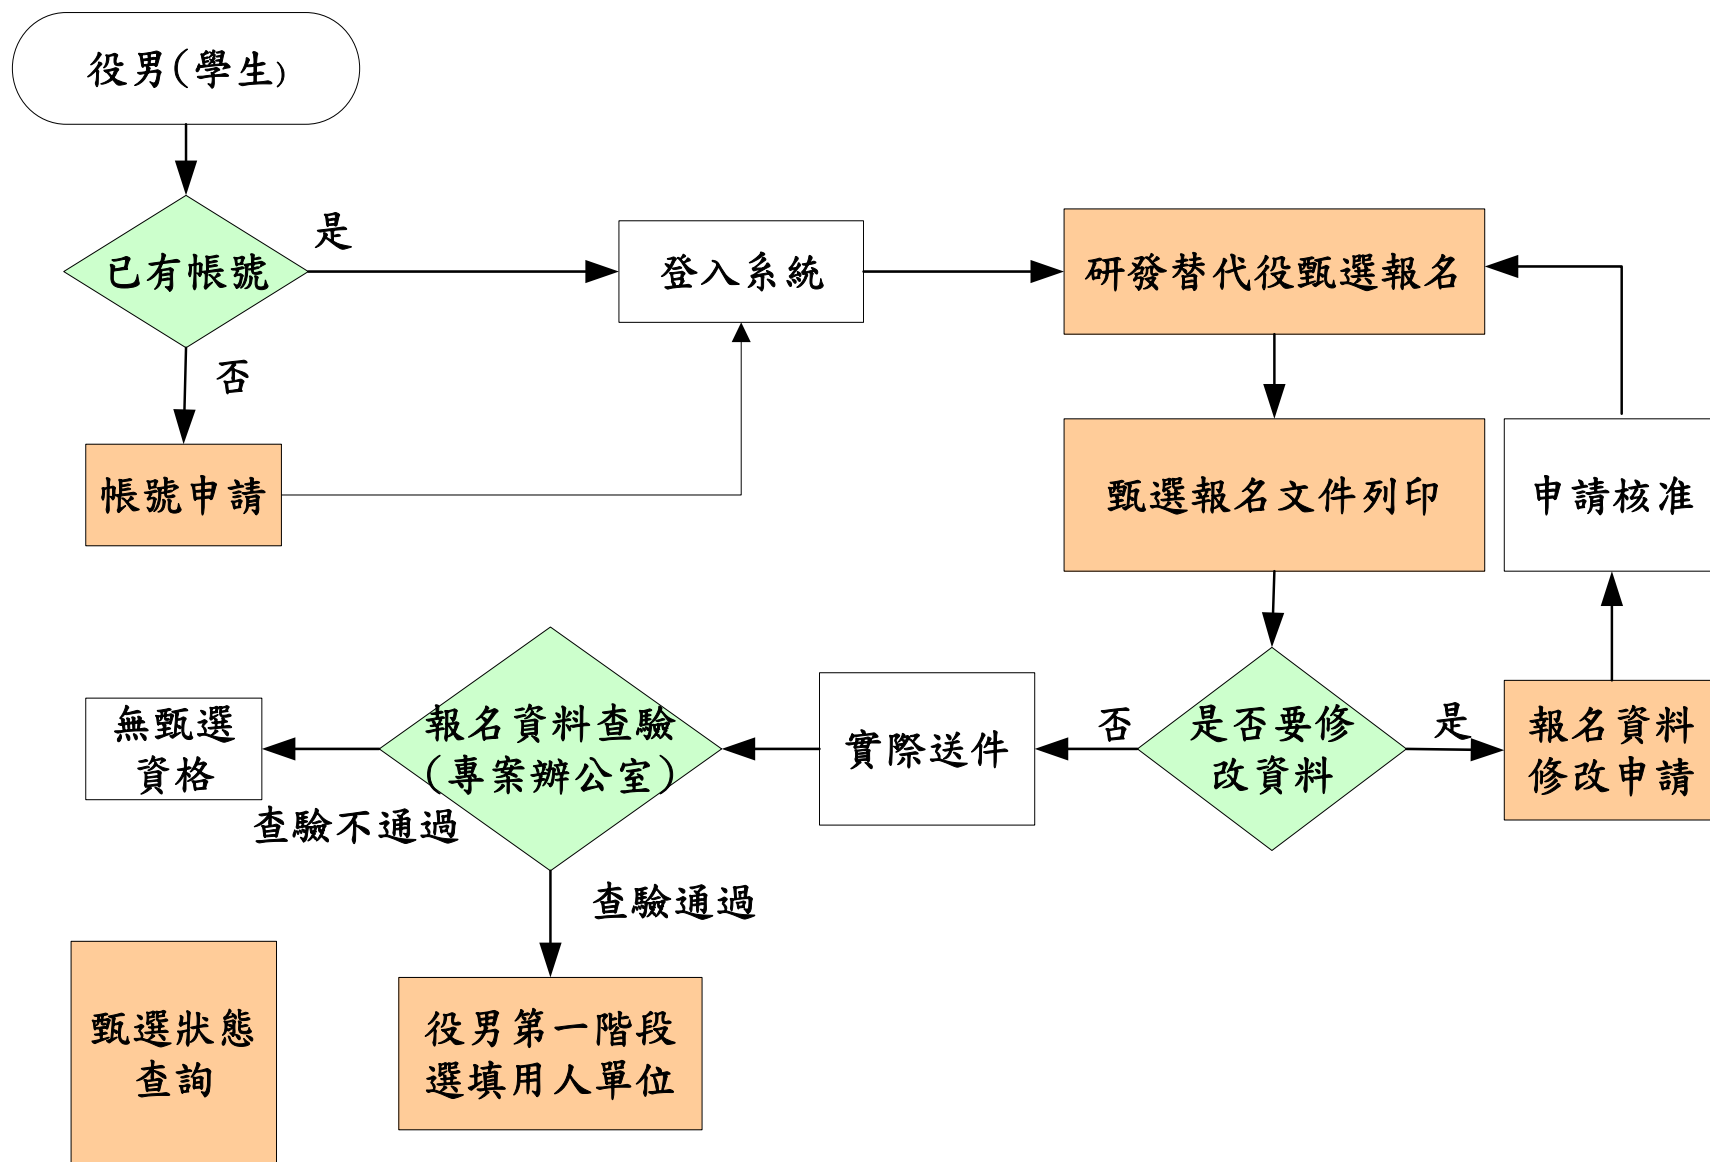 役男(學生)
是
已有帳號
登入系統
研發替代役甄選報名
否
帳號申請
甄選報名文件列印
申請核准
無甄選
資格
報名資料查驗
(專案辦公室)
實際送件
否
是否要修
改資料
是
報名資料
修改申請
查驗不通過
查驗通過
甄選狀態
查詢
役男第一階段
選填用人單位